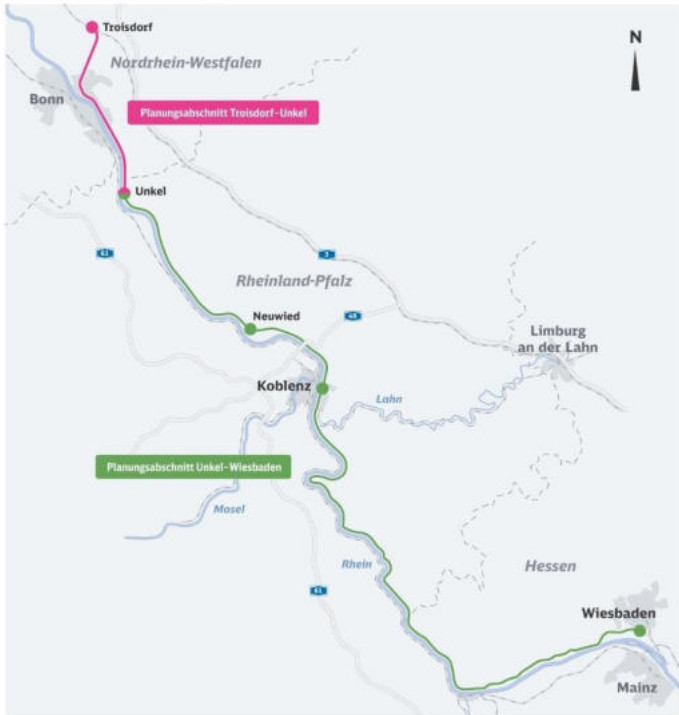 Troisdorf
N
Nordrhein-Westfalen
Bonn
Planungsabschnitt Troisdorf–Unkel
Unkel
61
3
Rheinland-Pfalz
Neuwied
48
Limburg
an der Lahn
Koblenz
Lahn
Planungsabschnitt Unkel–Wiesbaden
Mosel
Rhein
Hessen
61
Wiesbaden
Mainz